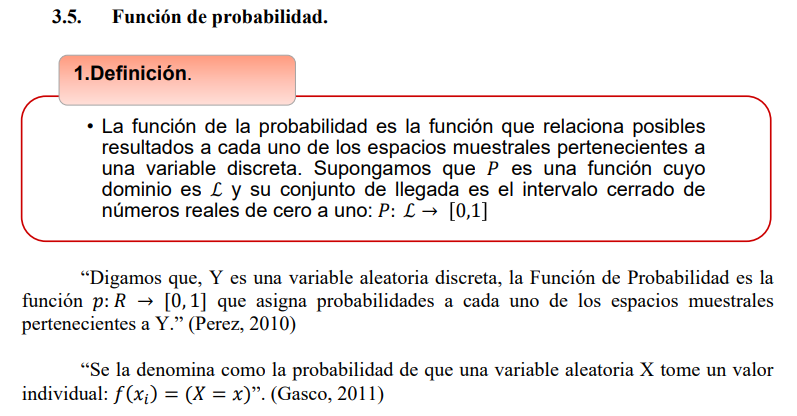 3.5. Función de probabilidad.
1.Definición.
• La función de la probabilidad es la función que relaciona posibles
resultados a cada uno de los espacios muestrales pertenecientes a
una variable discreta. Supongamos que 𝑃 es una función cuyo
dominio es ℒ y su conjunto de llegada es el intervalo cerrado de
números reales de cero a uno: 𝑃: ℒ → [0,1]
“Digamos que, Y es una variable aleatoria discreta, la Función de Probabilidad es la
función 𝑝: 𝑅 → [0, 1] que asigna probabilidades a cada uno de los espacios muestrales
pertenecientes a Y.” (Perez, 2010)
“Se la denomina como la probabilidad de que una variable aleatoria X tome un valor
individual: 𝑓(𝑥ᵢ) = (𝑋 = 𝑥)”. (Gasco, 2011)